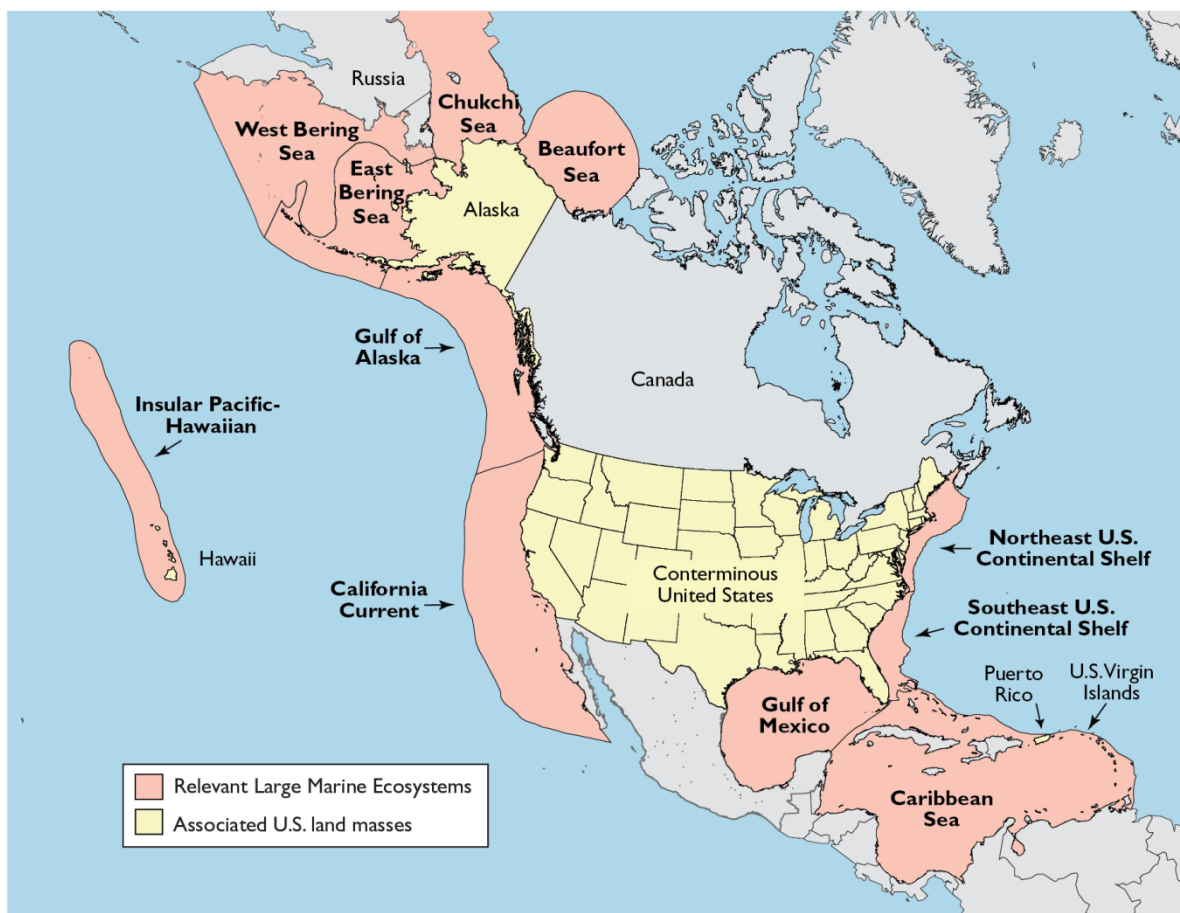 Russia
Chukchi
Sea
West Bering
Sea
Beaufort
Sea
East
Bering
Sea
Alaska
Gulf of
Alaska
Canada
Insular Pacific-
Hawaiian
Hawaii
Northeast U.S.
Continental Shelf
Conterminous
United States
California
Current
Southeast U.S.
Continental Shelf
Puerto
Rico
U.S. Virgin
Islands
Gulf of
Mexico
Caribbean
Sea
Relevant Large Marine Ecosystems
Associated U.S. land masses